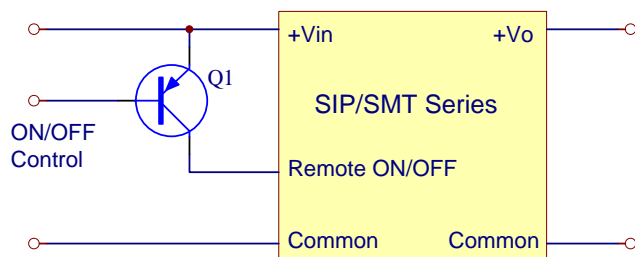 +Vin
+Vo
Q1
SIP/SMT Series
ON/OFF
Control
Remote ON/OFF
Common
Common